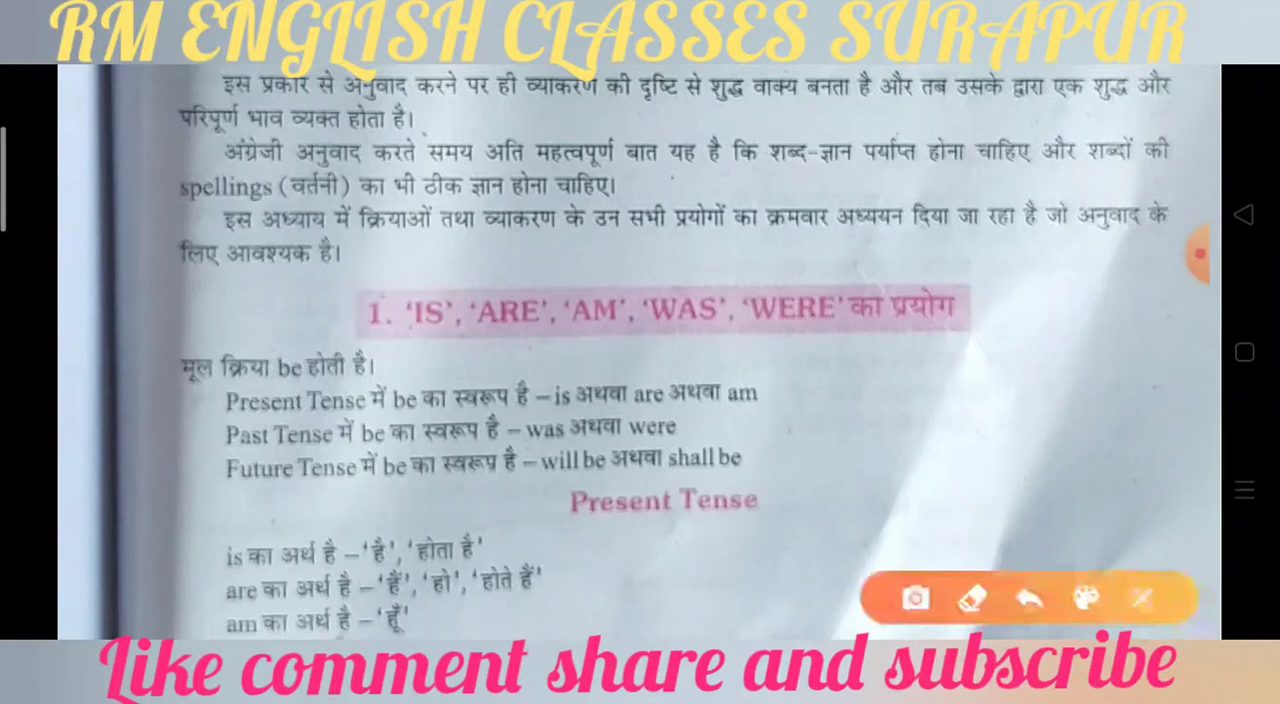 RM ENGLISH CLASSES SURAPUR
इस प्रकार से अनुवाद करने पर ही व्याकरण की दृष्टि से शुद्ध वाक्य बनता है और तब उसके द्वारा एक शुद्ध और
परिपूर्ण भाव व्यक्त होता है।
अंग्रेजी अनुवाद करते समय अति महत्वपूर्ण बात यह है कि शब्द-ज्ञान पर्याप्त होना चाहिए और शब्दों की
spellings (वर्तनी) का भी ठीक ज्ञान होना चाहिए।
इस अध्याय में क्रियाओं तथा व्याकरण के उन सभी प्रयोगों का क्रमवार अध्ययन दिया जा रहा है जो अनुवाद के
लिए आवश्यक है।
1. ‘IS’, ‘ARE’, ‘AM’, ‘WAS’, ‘WERE’ का प्रयोग
मूल क्रिया be होती है।
Present Tense में be का स्वरूप है – is अथवा are अथवा am
Past Tense में be का स्वरूप है – was अथवा were
Future Tense में be का स्वरूप है – will be अथवा shall be
Present Tense
is का अर्थ है – ‘है’, ‘होता है’
are का अर्थ है – ‘हैं’, ‘हो’, ‘होते हैं’
am का अर्थ है – ‘हूँ’
Like comment share and subscribe